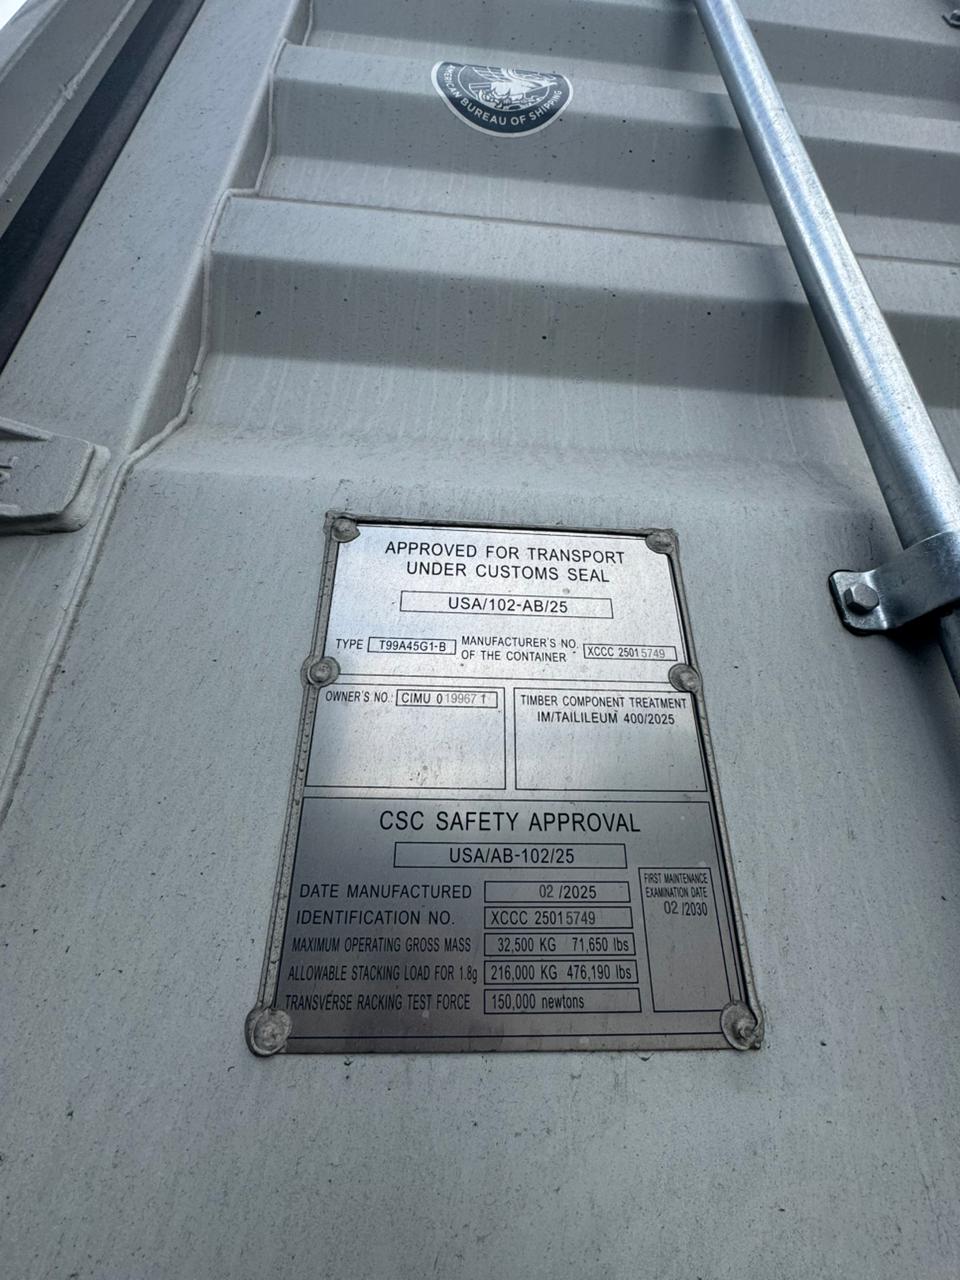 AMERICAN BUREAU OF SHIPPING
APPROVED FOR TRANSPORT
UNDER CUSTOMS SEAL
USA/102-AB/25
TYPE T99A45G1-B MANUFACTURER'S NO.
OF THE CONTAINER XCCC 25015749
OWNER'S NO.: CIMU 019967 1
TIMBER COMPONENT TREATMENT
IM/TAILILEUM 400/2025
CSC SAFETY APPROVAL
USA/AB-102/25
DATE MANUFACTURED 02 /2025
IDENTIFICATION NO. XCCC 25015749
MAXIMUM OPERATING GROSS MASS 32,500 KG 71,650 lbs
ALLOWABLE STACKING LOAD FOR 1.8g 216,000 KG 476,190 lbs
TRANSVERSE RACKING TEST FORCE 150,000 newtons
FIRST MAINTENANCE
EXAMINATION DATE
02 /2030